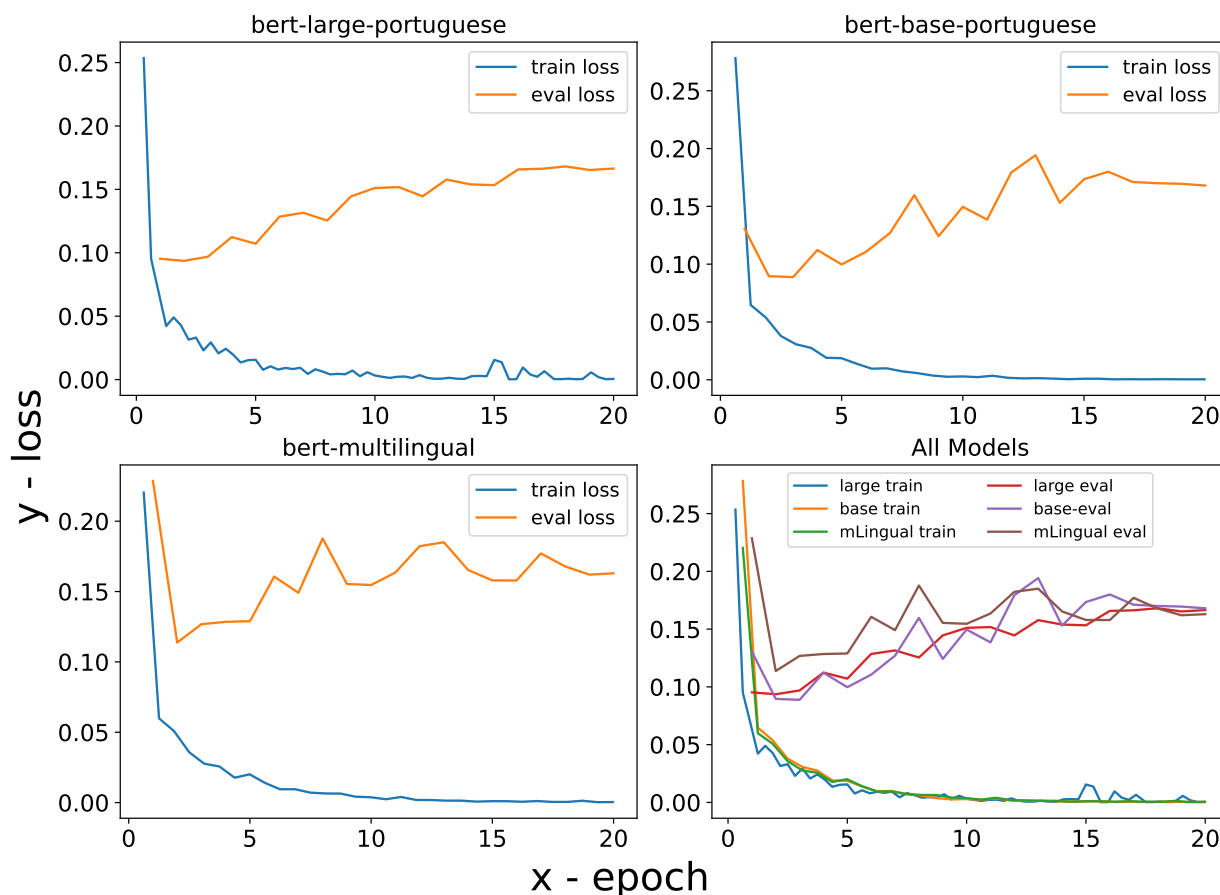 bert-large-portuguese
0.25
0.20
0.15
0.10
0.05
0.00
0 5 10 15 20
train loss
eval loss
bert-base-portuguese
0.25
0.20
0.15
0.10
0.05
0.00
0 5 10 15 20
train loss
eval loss
y - loss
bert-multilingual
0.20
0.15
0.10
0.05
0.00
0 5 10 15 20
train loss
eval loss
All Models
0.25
0.20
0.15
0.10
0.05
0.00
0 5 10 15 20
large train
base train
mLingual train
large eval
base-eval
mLingual eval
x - epoch